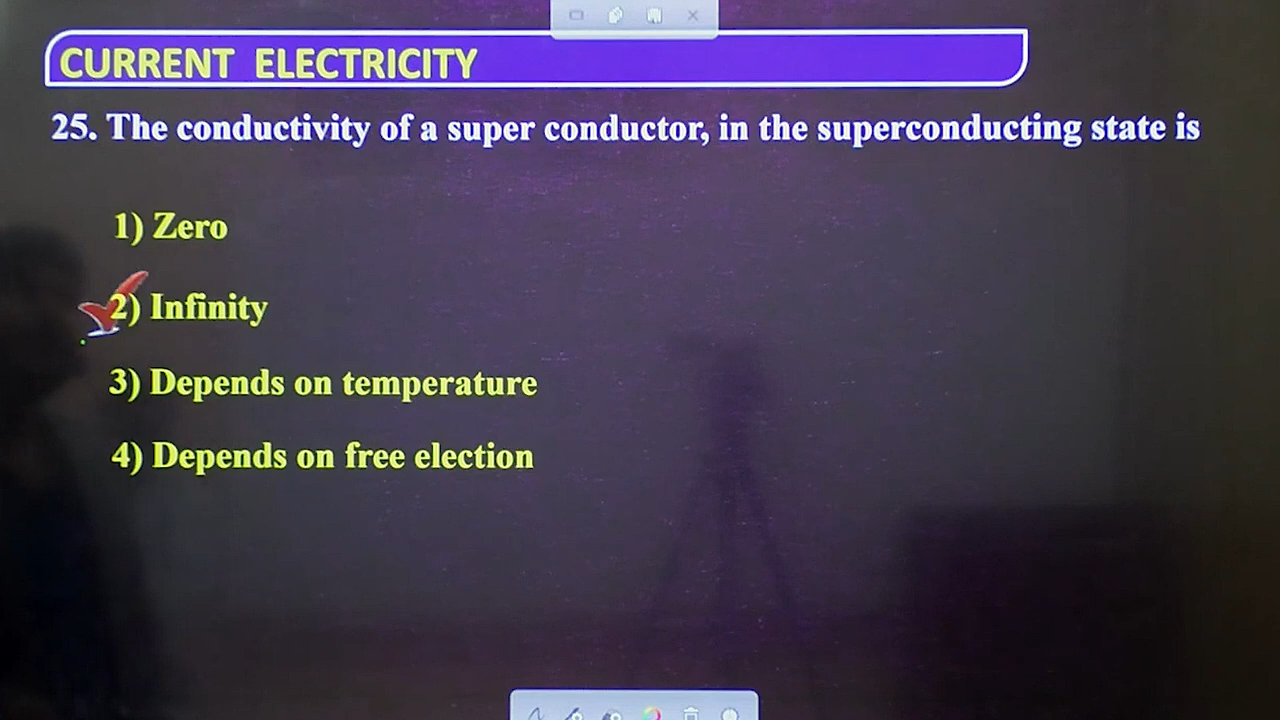 CURRENT ELECTRICITY
25. The conductivity of a super conductor, in the superconducting state is
1) Zero
2) Infinity
3) Depends on temperature
4) Depends on free election